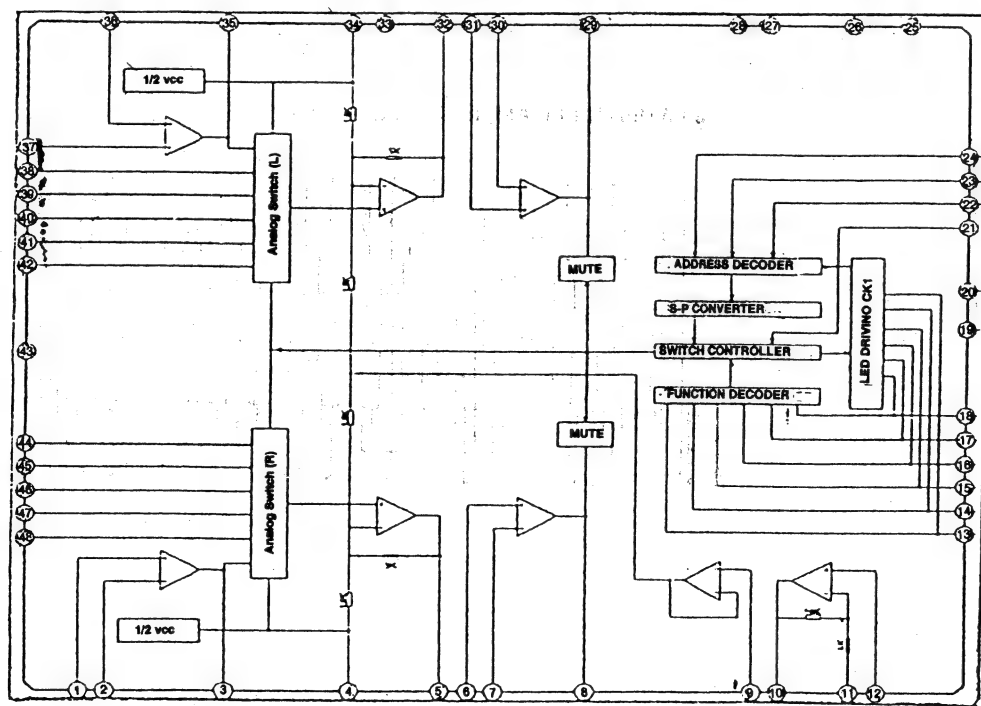 36 35 34 33 32 31 30 29 28 27 26 25
1/2 vcc
37
38
39
40
41
42
Analog Switch (L)
24
23
22
21
MUTE
ADDRESS DECODER
S-P CONVERTER
SWITCH CONTROLLER
FUNCTION DECODER
LED DRIVINO CK1
20
19
43
MUTE
18
17
16
15
14
13
44
45
46
47
48
Analog Switch (R)
1/2 vcc
1 2 3 4 5 6 7 8 9 10 11 12